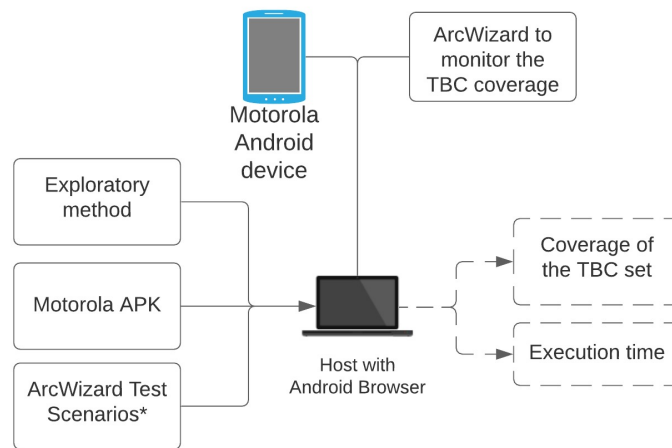 ArcWizard to
monitor the
TBC coverage
Motorola
Android
device
Exploratory
method
Motorola APK
ArcWizard Test
Scenarios*
Host with
Android Browser
Coverage of
the TBC set
Execution time